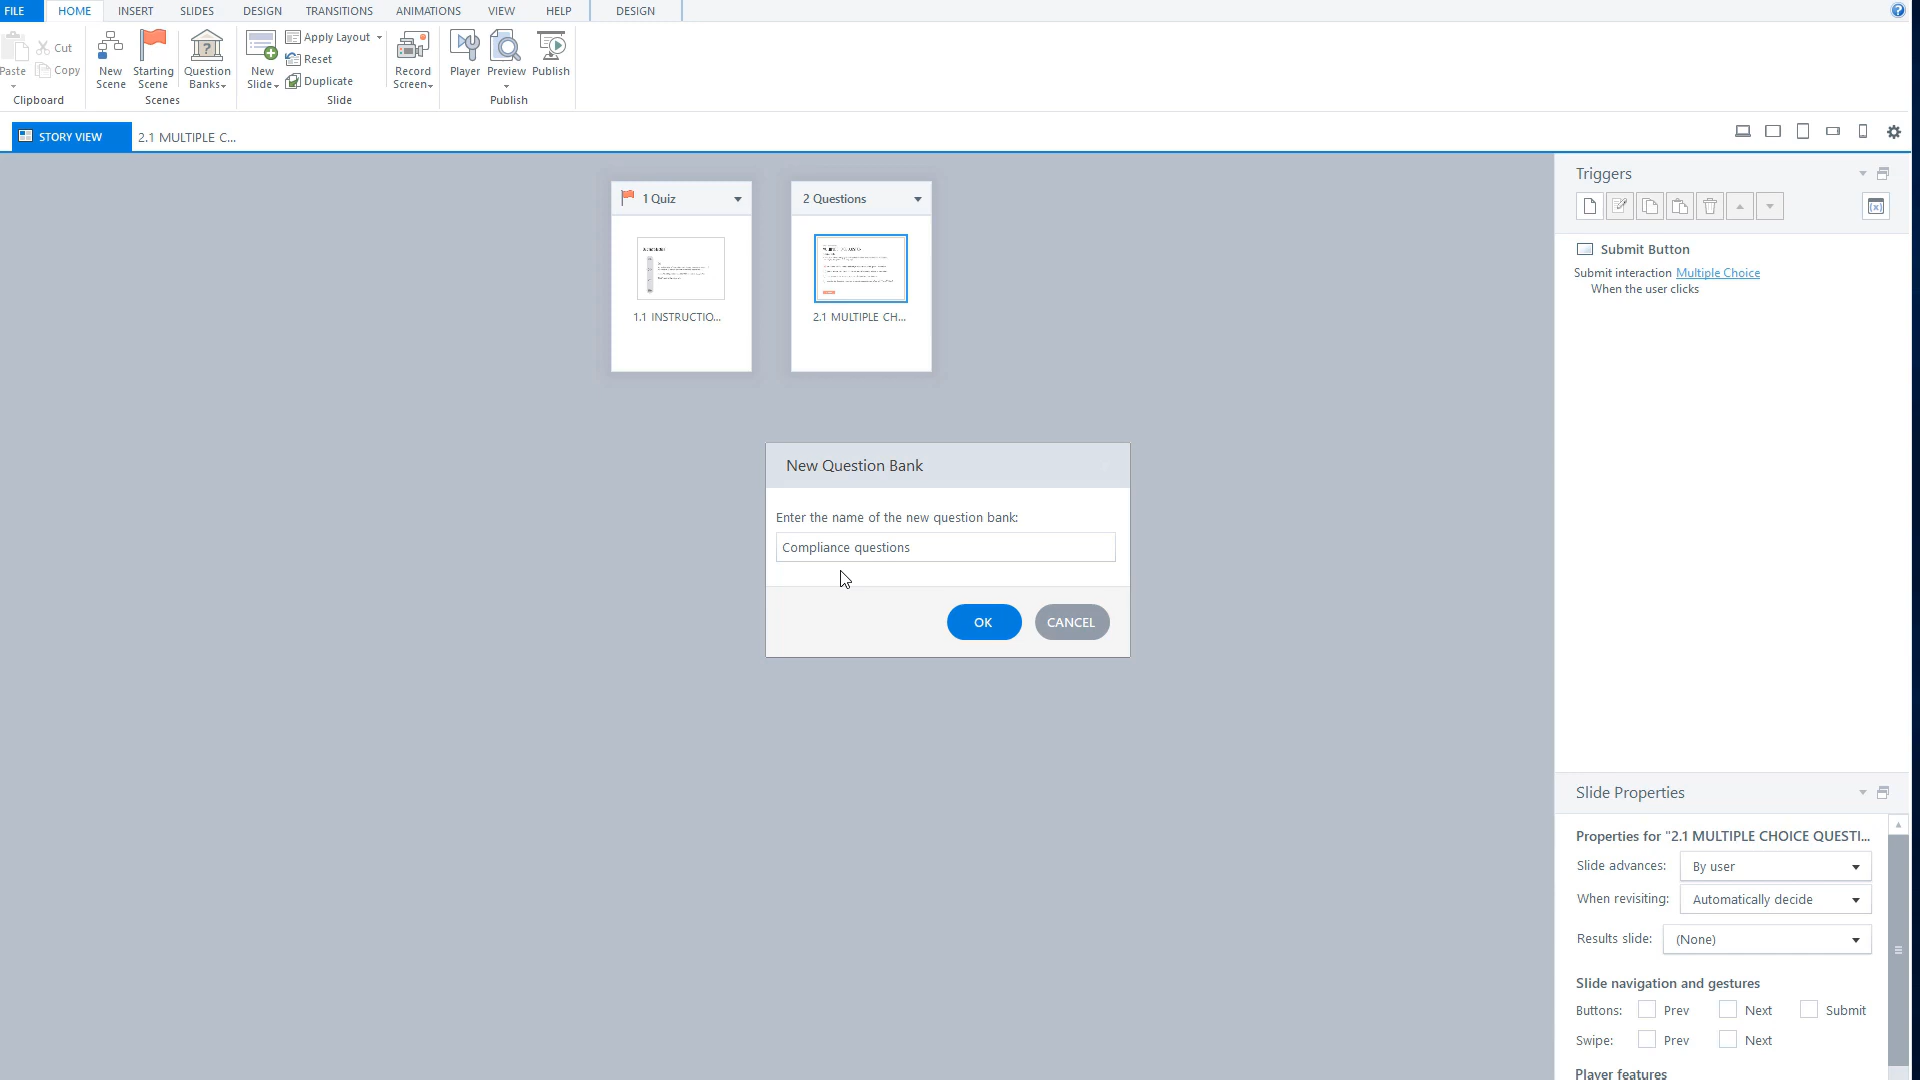 FILE HOME INSERT SLIDES DESIGN TRANSITIONS ANIMATIONS VIEW HELP DESIGN
Paste
Cut
Copy
Clipboard
New Scene
Starting Scene
Question Banks
Scenes
New Slide
Apply Layout
Reset
Duplicate
Slide
Record Screen
Player
Preview
Publish
Publish
STORY VIEW 2.1 MULTIPLE C...
1 Quiz
1.1 INSTRUCTIO...
2 Questions
2.1 MULTIPLE CH...
New Question Bank
Enter the name of the new question bank:
Compliance questions
OK CANCEL
Triggers
Submit Button
Submit interaction Multiple Choice
When the user clicks
Slide Properties
Properties for "2.1 MULTIPLE CHOICE QUESTI...
Slide advances: By user
When revisiting: Automatically decide
Results slide: (None)
Slide navigation and gestures
Buttons: Prev Next Submit
Swipe: Prev Next
Player features